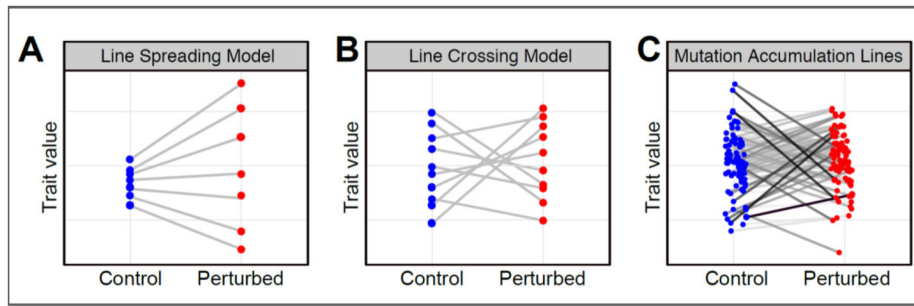 A
Line Spreading Model
Trait value
Control
Perturbed
B
Line Crossing Model
Trait value
Control
Perturbed
C
Mutation Accumulation Lines
Trait value
Control
Perturbed